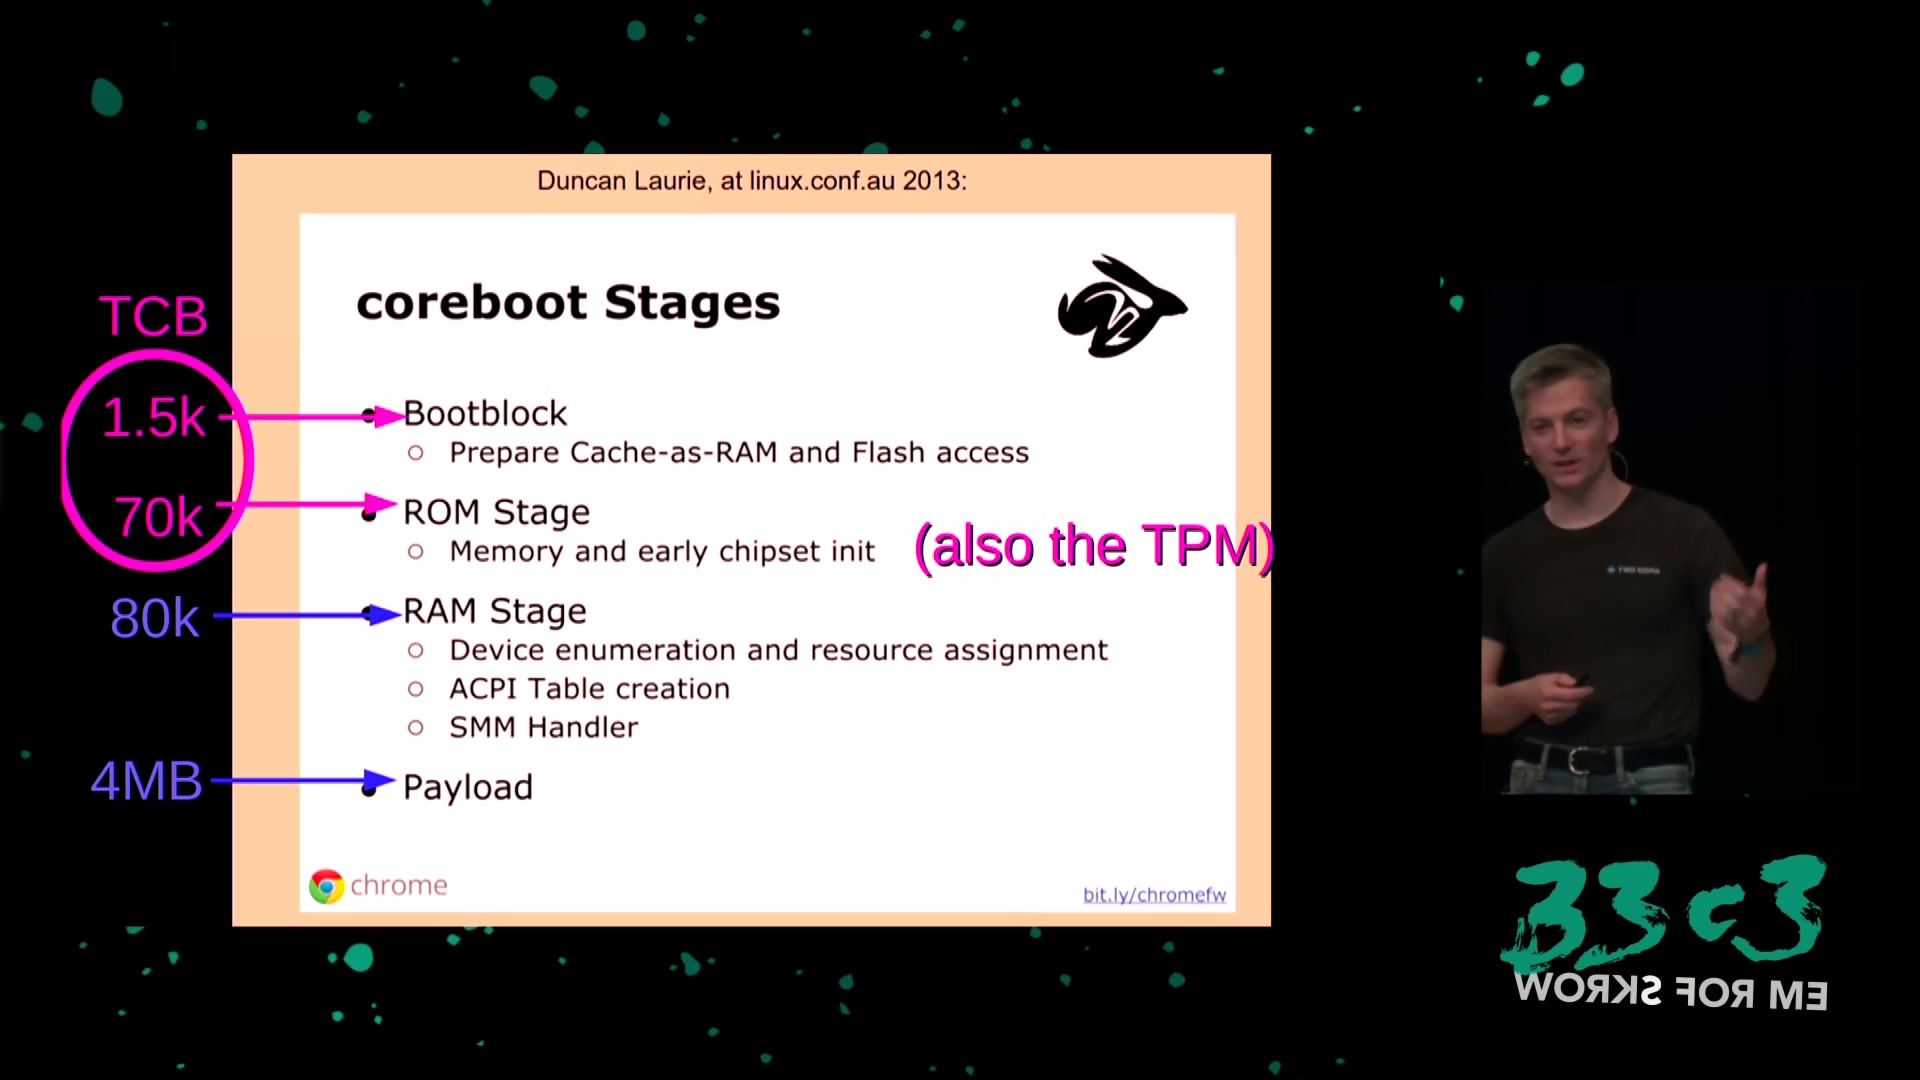 Duncan Laurie, at linux.conf.au 2013:
coreboot Stages
TCB
1.5k
Bootblock
Prepare Cache-as-RAM and Flash access
70k
ROM Stage
Memory and early chipset init
(also the TPM)
80k
RAM Stage
Device enumeration and resource assignment
ACPI Table creation
SMM Handler
4MB
Payload
chrome
bit.ly/chromefw
33c3
WORKS FOR ME